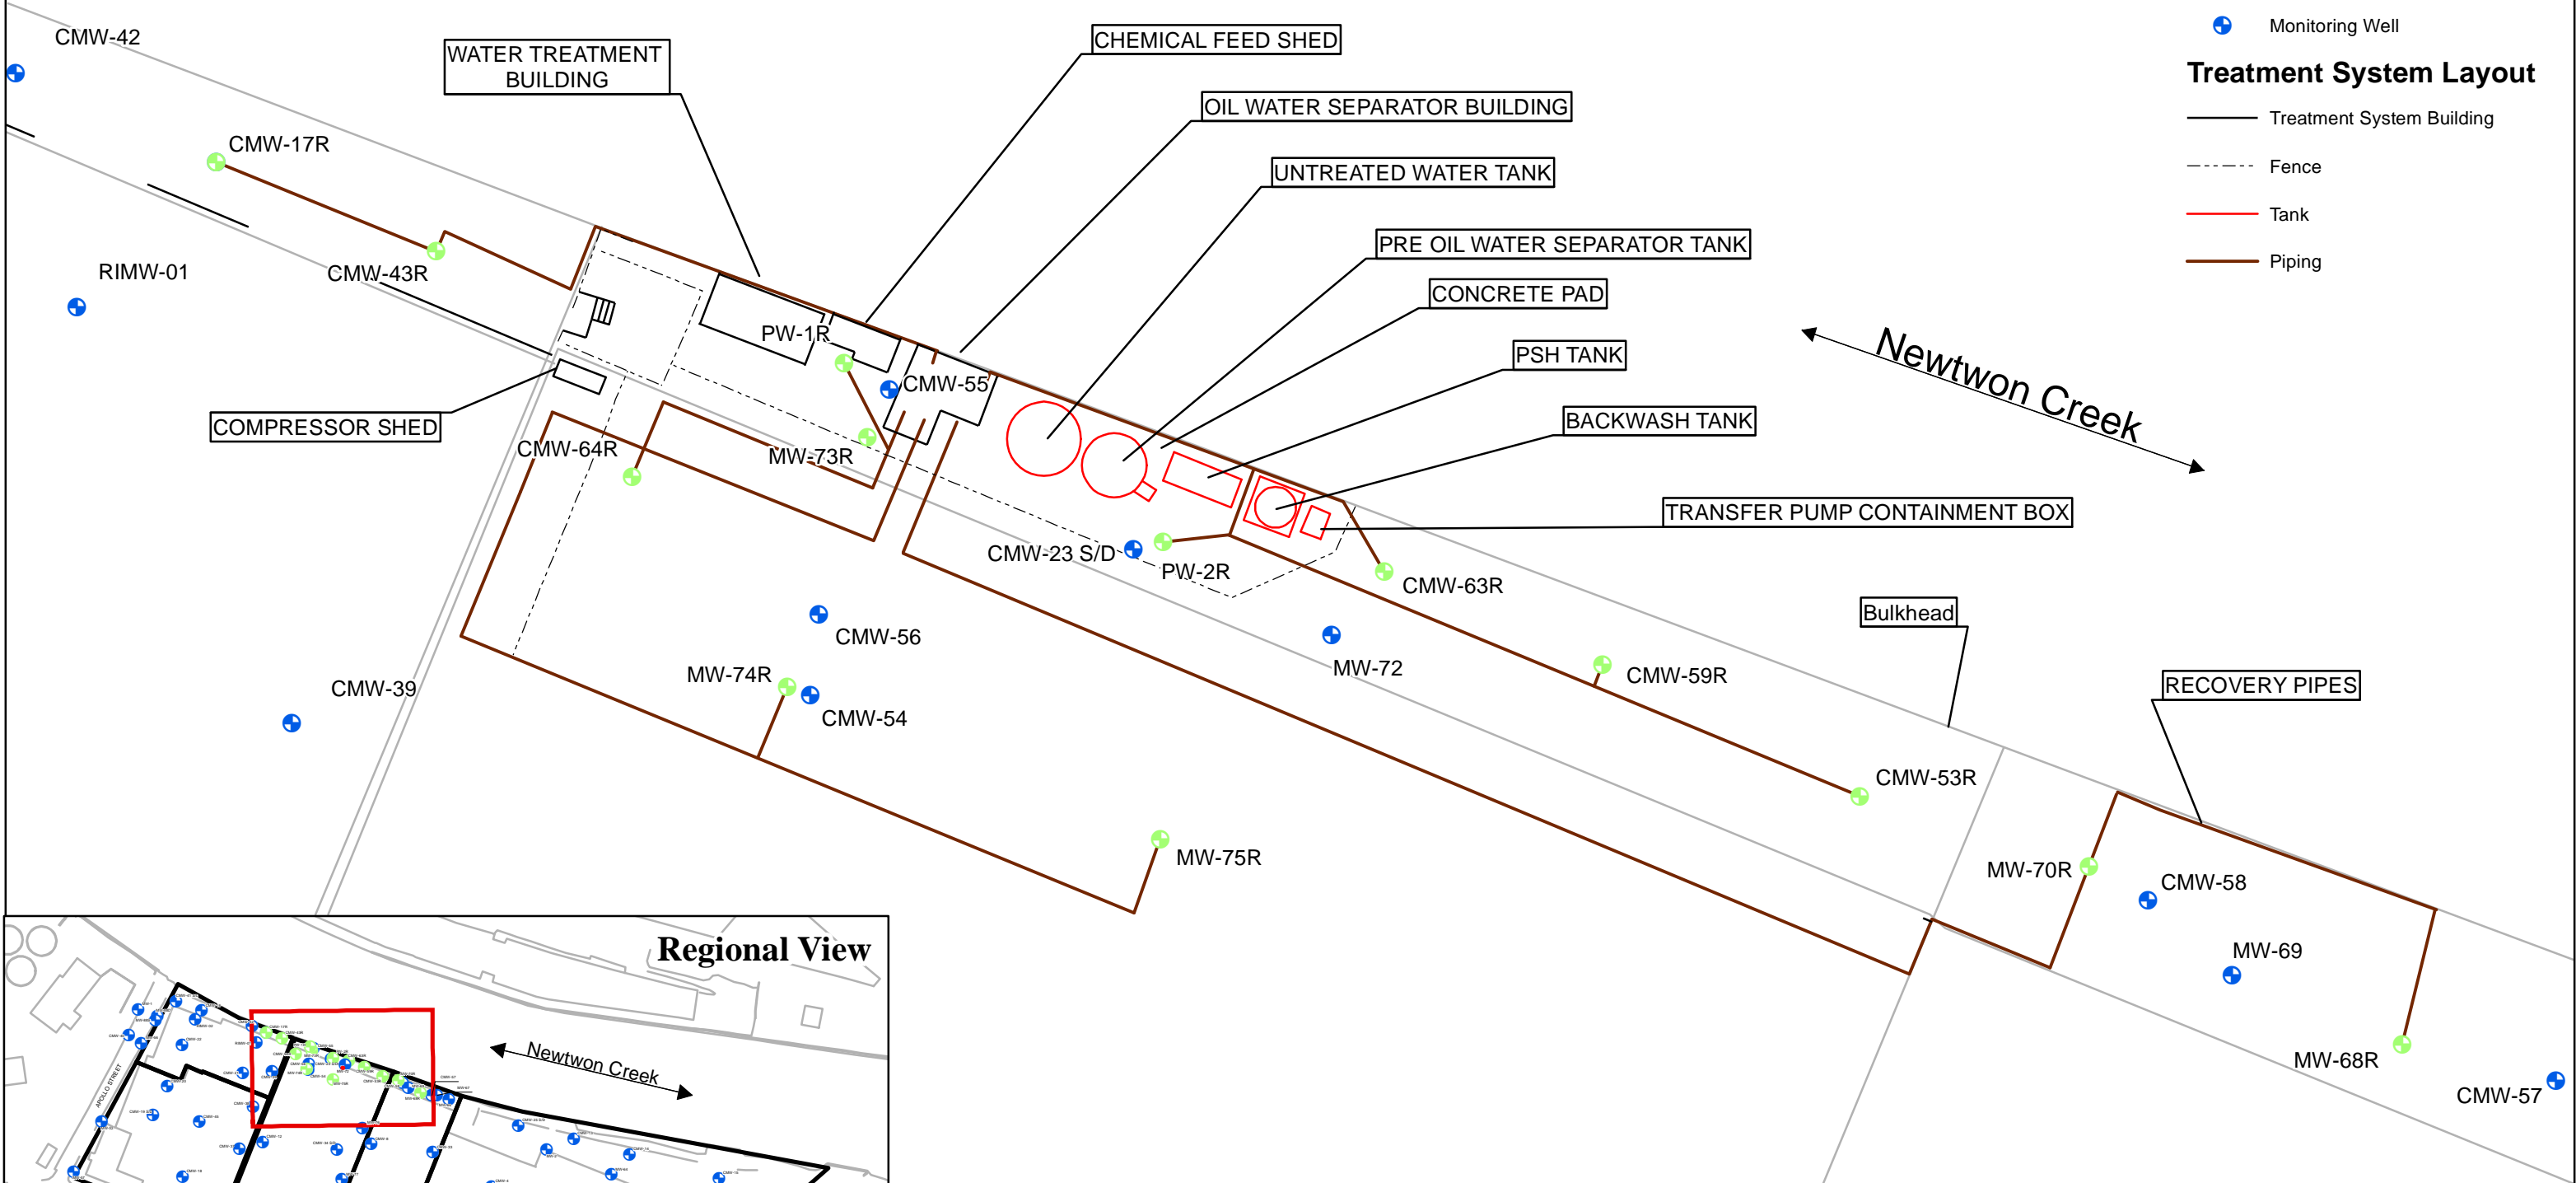 CMW-42
WATER TREATMENT
BUILDING
CHEMICAL FEED SHED
Monitoring Well
Treatment System Layout
OIL WATER SEPARATOR BUILDING
Treatment System Building
CMW-17R
UNTREATED WATER TANK
Fence
Tank
PRE OIL WATER SEPARATOR TANK
Piping
RIMW-01
CMW-43R
CONCRETE PAD
PW-1R
PSH TANK
Newtwon Creek
CMW-55
COMPRESSOR SHED
BACKWASH TANK
CMW-64R
MW-73R
TRANSFER PUMP CONTAINMENT BOX
CMW-23 S/D
PW-2R
CMW-63R
Bulkhead
CMW-56
MW-72
MW-74R
CMW-59R
CMW-39
RECOVERY PIPES
CMW-54
CMW-53R
MW-75R
MW-70R
CMW-58
MW-69
MW-68R
CMW-57
Regional View
Newtwon Creek
APOLLO STREET